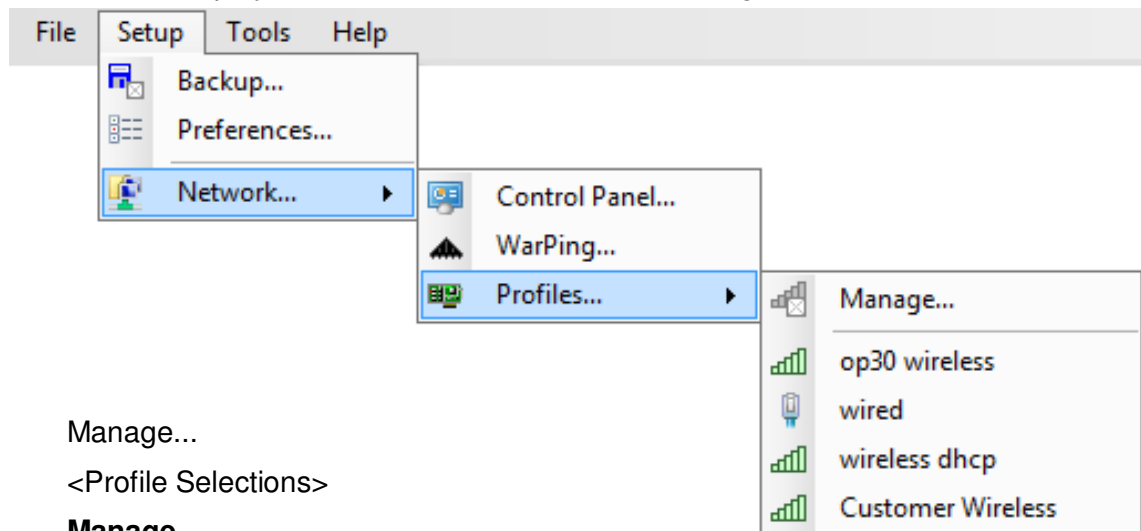 File Setup Tools Help
Backup...
Preferences...
Network...
Control Panel...
WarPing...
Profiles...
Manage...
op30 wireless
wired
wireless dhcp
Customer Wireless
Manage...
<Profile Selections>
Manage